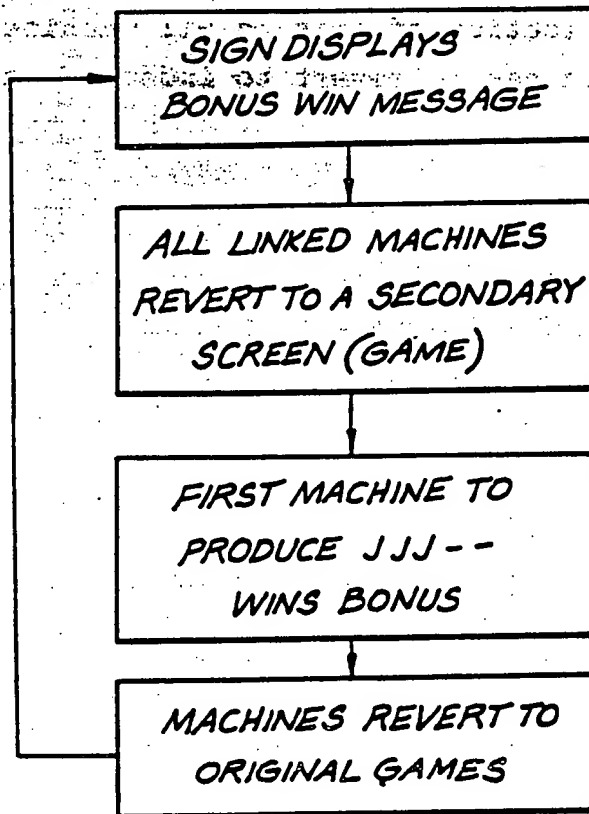 SIGN DISPLAYS
BONUS WIN MESSAGE
ALL LINKED MACHINES
REVERT TO A SECONDARY
SCREEN (GAME)
FIRST MACHINE TO
PRODUCE JJJ--
WINS BONUS
MACHINES REVERT TO
ORIGINAL GAMES